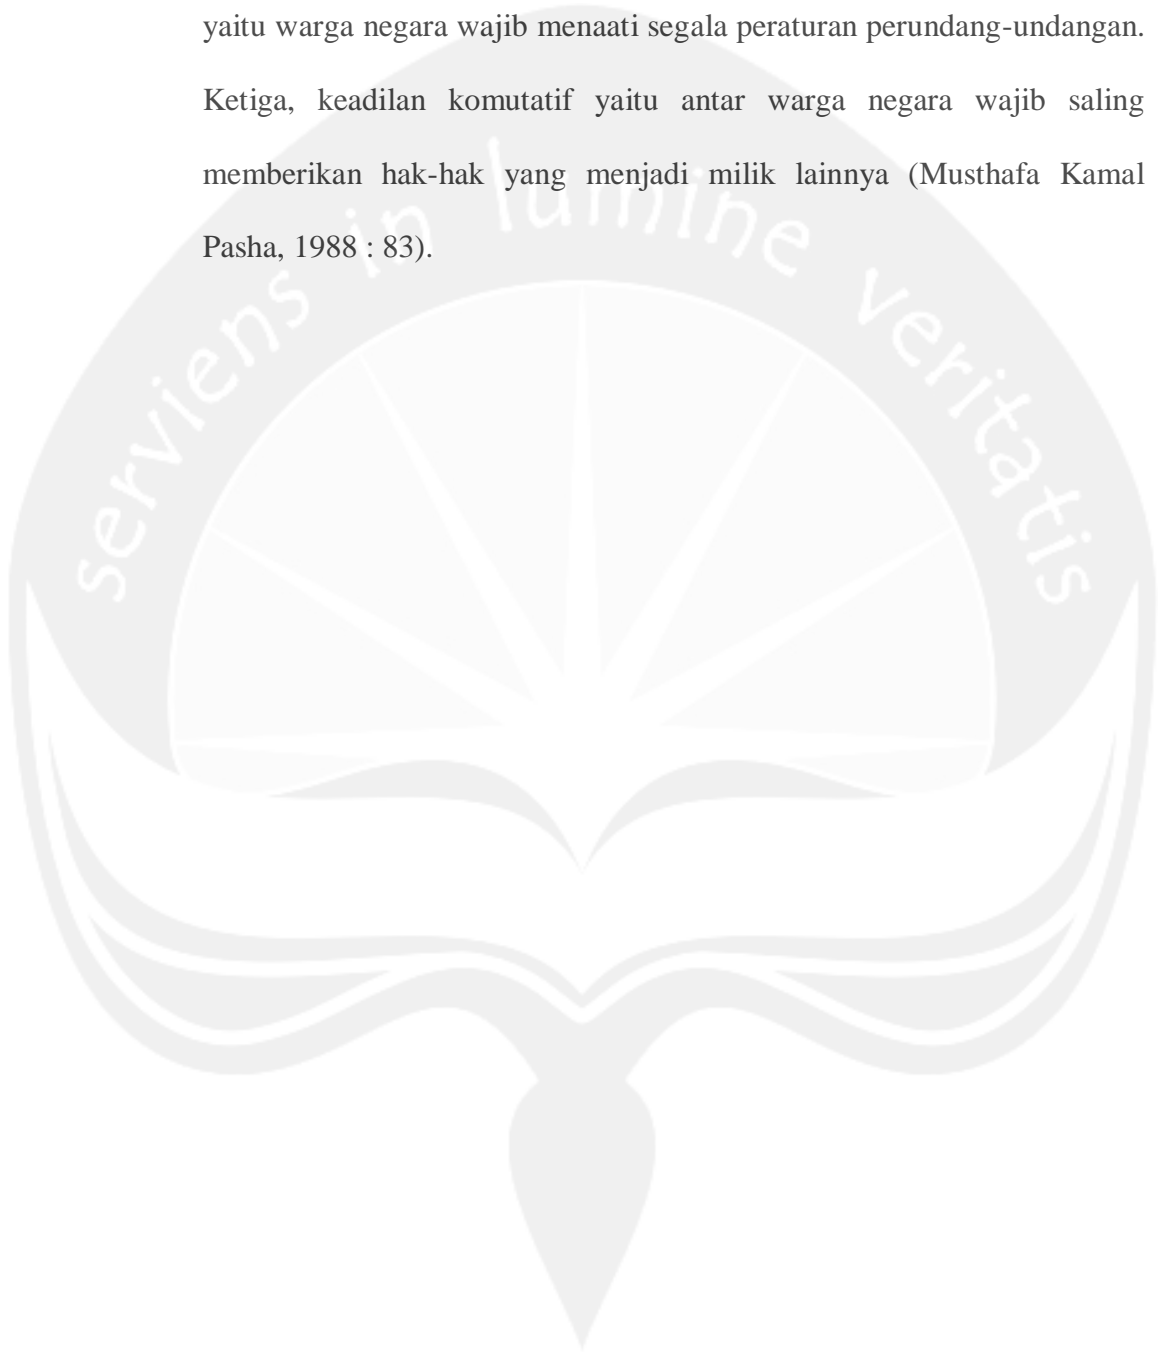 yaitu warga negara wajib menaati segala peraturan perundang-undangan.
Ketiga, keadilan komutatif yaitu antar warga negara wajib saling
memberikan hak-hak yang menjadi milik lainnya (Musthafa Kamal
Pasha, 1988 : 83).
serviens in lumine veritatis